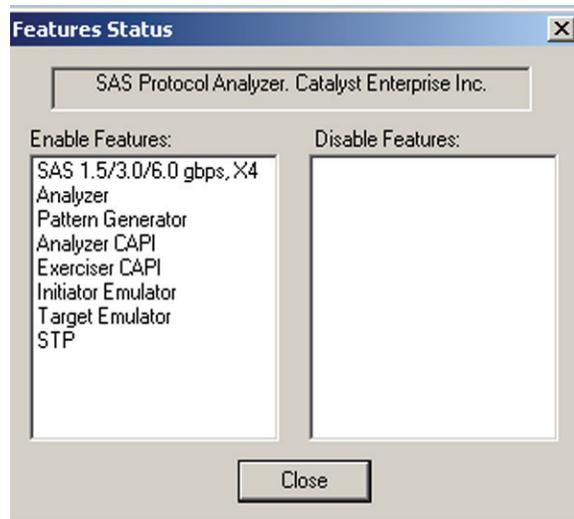 Features Status
SAS Protocol Analyzer. Catalyst Enterprise Inc.
Enable Features:
SAS 1.5/3.0/6.0 gbps, X4
Analyzer
Pattern Generator
Analyzer CAPI
Exerciser CAPI
Initiator Emulator
Target Emulator
STP
Disable Features:
Close